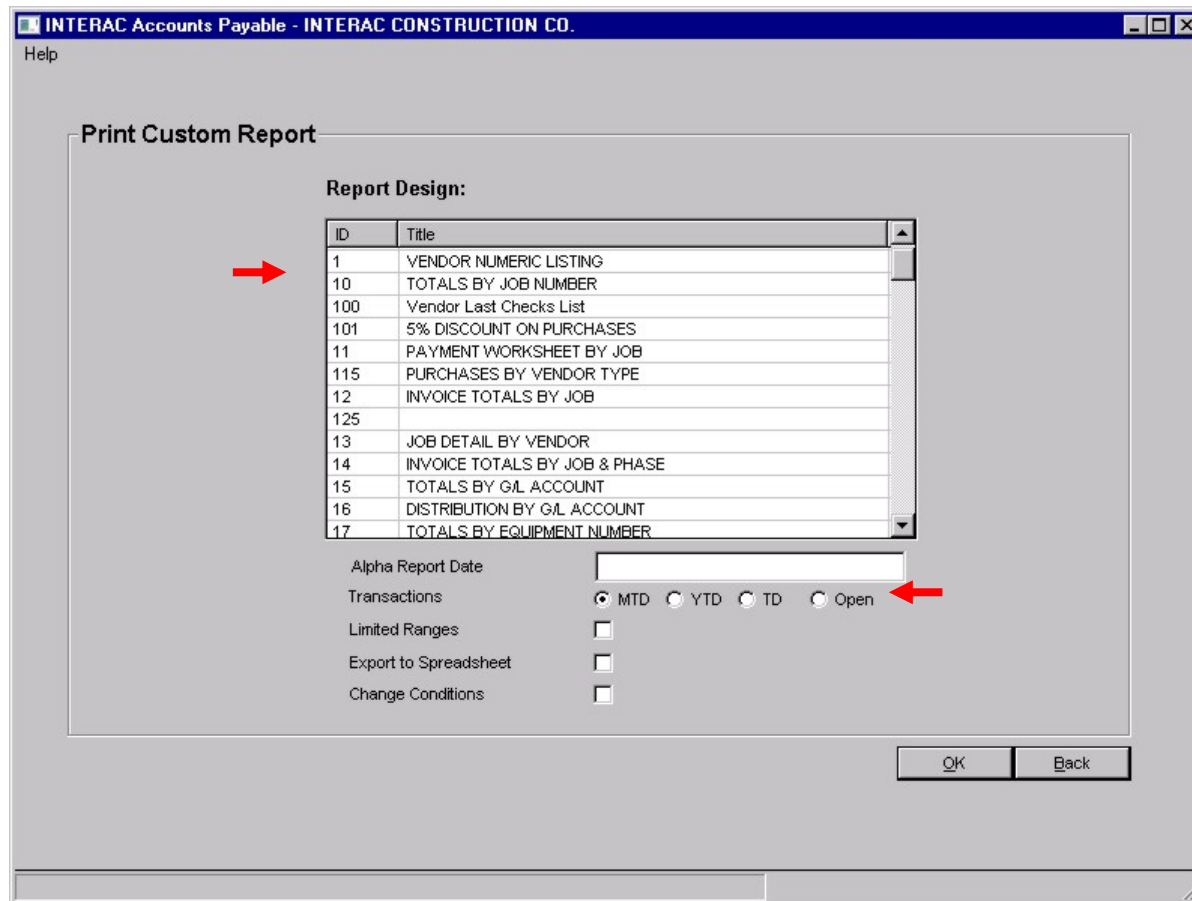 INTERAC Accounts Payable - INTERAC CONSTRUCTION CO.
Help
Print Custom Report
Report Design:
ID Title
1 VENDOR NUMERIC LISTING
10 TOTALS BY JOB NUMBER
100 Vendor Last Checks List
101 5% DISCOUNT ON PURCHASES
11 PAYMENT WORKSHEET BY JOB
115 PURCHASES BY VENDOR TYPE
12 INVOICE TOTALS BY JOB
125
13 JOB DETAIL BY VENDOR
14 INVOICE TOTALS BY JOB & PHASE
15 TOTALS BY G/L ACCOUNT
16 DISTRIBUTION BY G/L ACCOUNT
17 TOTALS BY EQUIPMENT NUMBER
Alpha Report Date
Transactions MTD YTD TD Open
Limited Ranges
Export to Spreadsheet
Change Conditions
OK Back